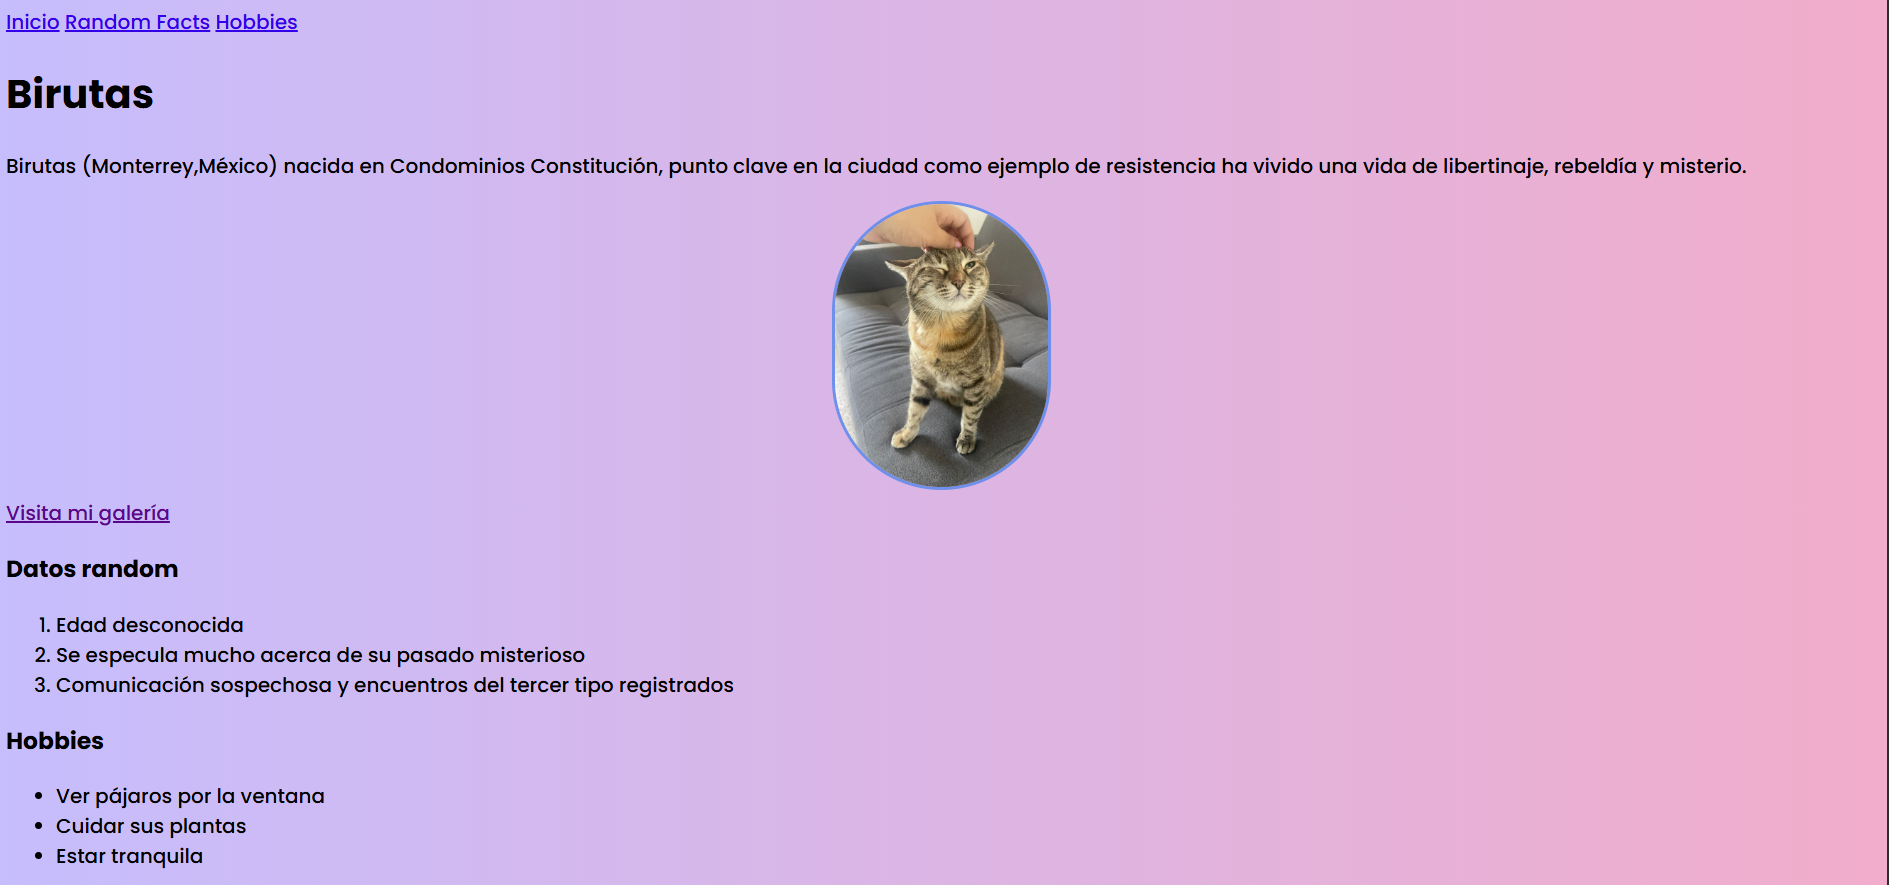 Inicio Random Facts Hobbies
Birutas
Birutas (Monterrey,México) nacida en Condominios Constitución, punto clave en la ciudad como ejemplo de resistencia ha vivido una vida de libertinaje, rebeldía y misterio.
Visita mi galería
Datos random
1. Edad desconocida
2. Se especula mucho acerca de su pasado misterioso
3. Comunicación sospechosa y encuentros del tercer tipo registrados
Hobbies
• Ver pájaros por la ventana
• Cuidar sus plantas
• Estar tranquila